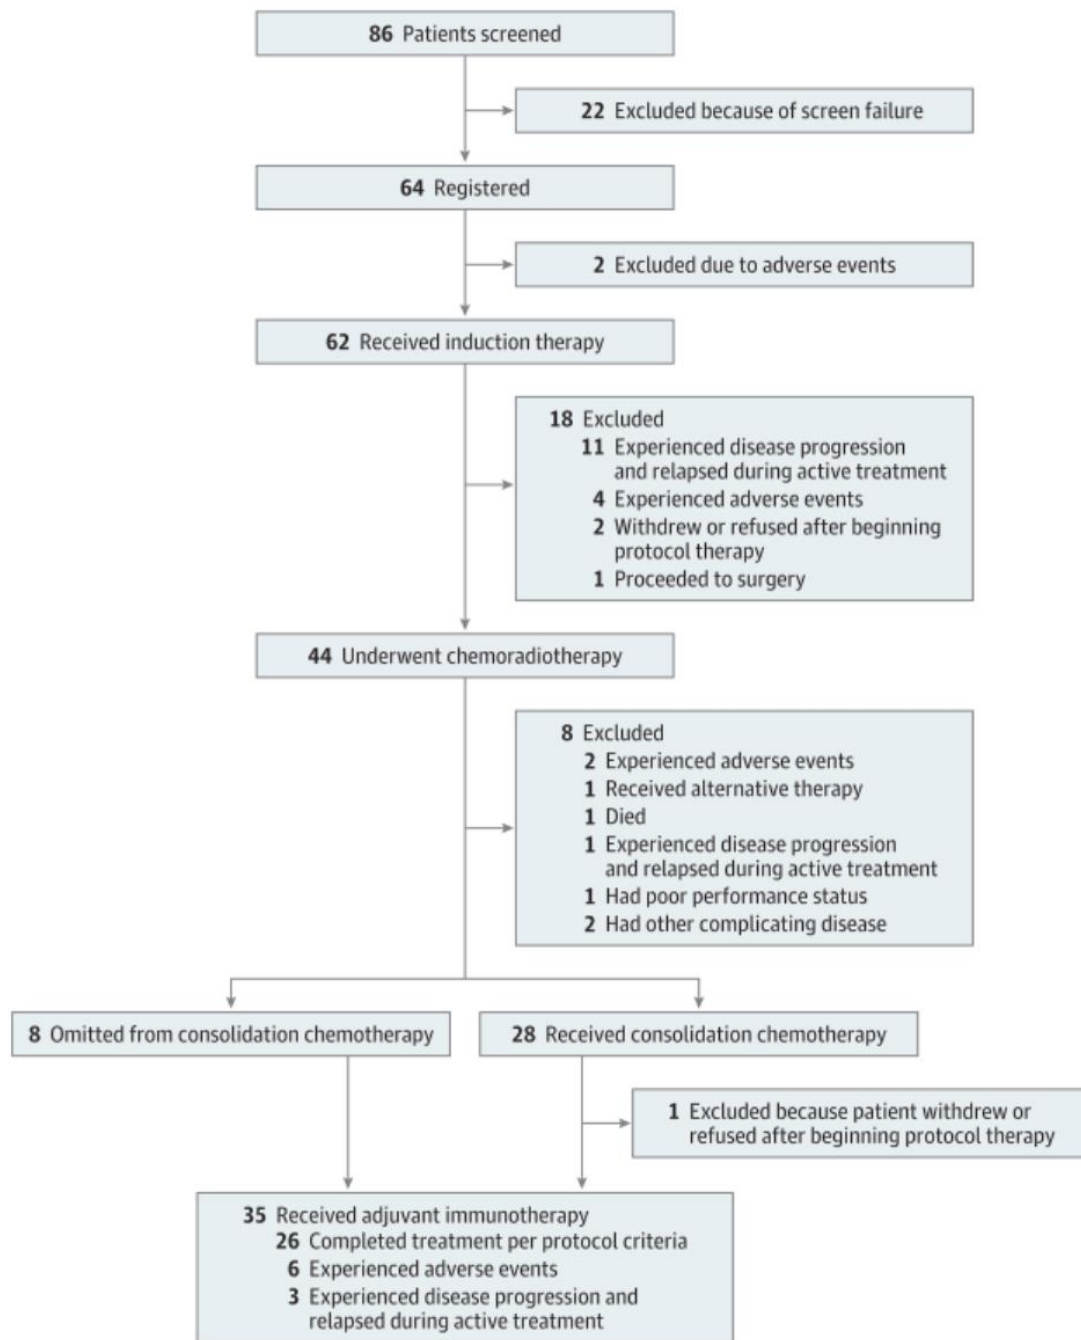 86 Patients screened
22 Excluded because of screen failure
64 Registered
2 Excluded due to adverse events
62 Received induction therapy
18 Excluded
11 Experienced disease progression
and relapsed during active treatment
4 Experienced adverse events
2 Withdrew or refused after beginning
protocol therapy
1 Proceeded to surgery
44 Underwent chemoradiotherapy
8 Excluded
2 Experienced adverse events
1 Received alternative therapy
1 Died
1 Experienced disease progression
and relapsed during active treatment
1 Had poor performance status
2 Had other complicating disease
8 Omitted from consolidation chemotherapy
28 Received consolidation chemotherapy
1 Excluded because patient withdrew or
refused after beginning protocol therapy
35 Received adjuvant immunotherapy
26 Completed treatment per protocol criteria
6 Experienced adverse events
3 Experienced disease progression and
relapsed during active treatment